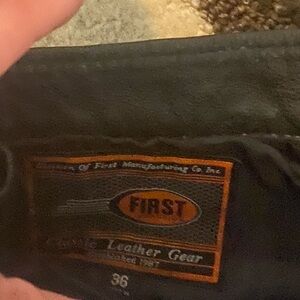 Division Of First Manufacturing Co. Inc.
FIRST
Classic Leather Gear
Established 1987
36